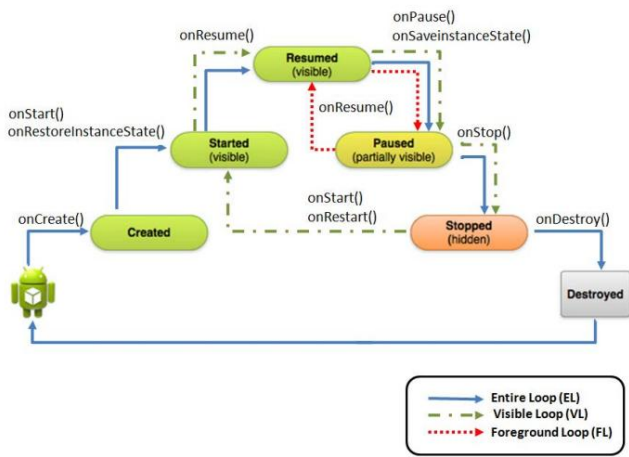 onPause()
onSaveinstanceState()
onResume()
Resumed
(visible)
onResume()
onStart()
onRestoreInstanceState()
Started
(visible)
Paused
(partially visible)
onStop()
onStart()
onRestart()
onCreate()
Created
Stopped
(hidden)
onDestroy()
Destroyed
Entire Loop (EL)
Visible Loop (VL)
Foreground Loop (FL)